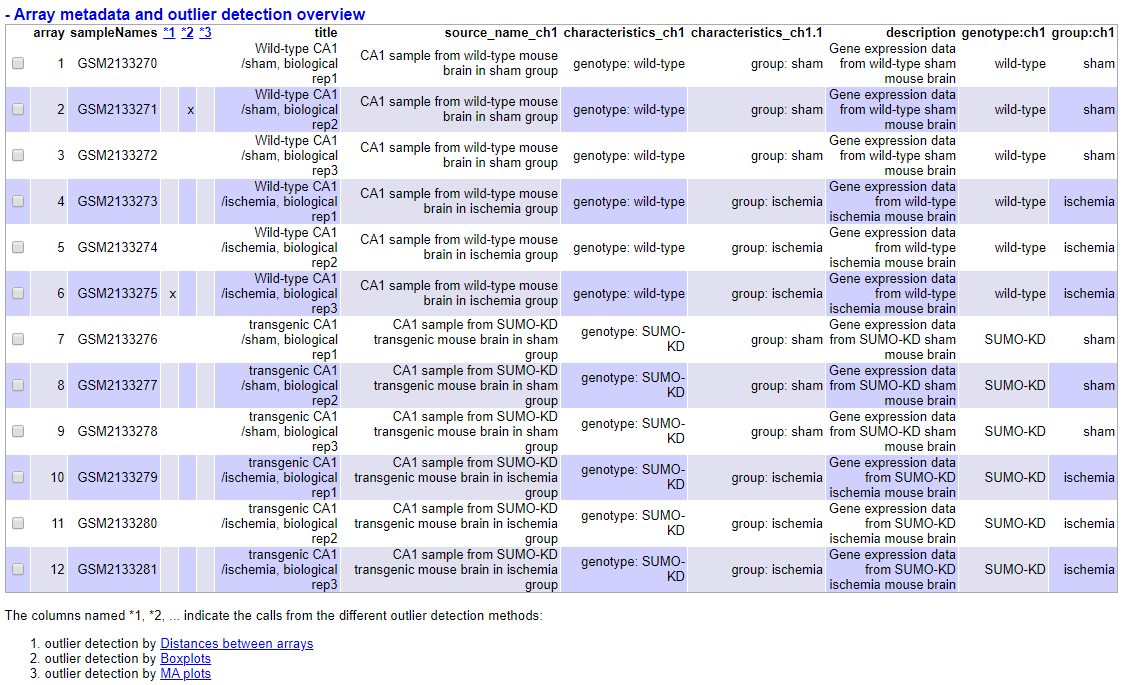 - Array metadata and outlier detection overview
array sampleNames *1 *2 *3 title source_name_ch1 characteristics_ch1 characteristics_ch1.1 description genotype:ch1 group:ch1
1 GSM2133270 Wild-type CA1 /sham, biological rep1 CA1 sample from wild-type mouse brain in sham group genotype: wild-type group: sham Gene expression data from wild-type sham mouse brain wild-type sham
2 GSM2133271 x Wild-type CA1 /sham, biological rep2 CA1 sample from wild-type mouse brain in sham group genotype: wild-type group: sham Gene expression data from wild-type sham mouse brain wild-type sham
3 GSM2133272 Wild-type CA1 /sham, biological rep3 CA1 sample from wild-type mouse brain in sham group genotype: wild-type group: sham Gene expression data from wild-type sham mouse brain wild-type sham
4 GSM2133273 Wild-type CA1 /ischemia, biological rep1 CA1 sample from wild-type mouse brain in ischemia group genotype: wild-type group: ischemia Gene expression data from wild-type ischemia mouse brain wild-type ischemia
5 GSM2133274 Wild-type CA1 /ischemia, biological rep2 CA1 sample from wild-type mouse brain in ischemia group genotype: wild-type group: ischemia Gene expression data from wild-type ischemia mouse brain wild-type ischemia
6 GSM2133275 x Wild-type CA1 /ischemia, biological rep3 CA1 sample from wild-type mouse brain in ischemia group genotype: wild-type group: ischemia Gene expression data from wild-type ischemia mouse brain wild-type ischemia
7 GSM2133276 transgenic CA1 /sham, biological rep1 CA1 sample from SUMO-KD transgenic mouse brain in sham group genotype: SUMO-KD group: sham Gene expression data from SUMO-KD sham mouse brain SUMO-KD sham
8 GSM2133277 transgenic CA1 /sham, biological rep2 CA1 sample from SUMO-KD transgenic mouse brain in sham group genotype: SUMO-KD group: sham Gene expression data from SUMO-KD sham mouse brain SUMO-KD sham
9 GSM2133278 transgenic CA1 /sham, biological rep3 CA1 sample from SUMO-KD transgenic mouse brain in sham group genotype: SUMO-KD group: sham Gene expression data from SUMO-KD sham mouse brain SUMO-KD sham
10 GSM2133279 transgenic CA1 /ischemia, biological rep1 CA1 sample from SUMO-KD transgenic mouse brain in ischemia group genotype: SUMO-KD group: ischemia Gene expression data from SUMO-KD ischemia mouse brain SUMO-KD ischemia
11 GSM2133280 transgenic CA1 /ischemia, biological rep2 CA1 sample from SUMO-KD transgenic mouse brain in ischemia group genotype: SUMO-KD group: ischemia Gene expression data from SUMO-KD ischemia mouse brain SUMO-KD ischemia
12 GSM2133281 transgenic CA1 /ischemia, biological rep3 CA1 sample from SUMO-KD transgenic mouse brain in ischemia group genotype: SUMO-KD group: ischemia Gene expression data from SUMO-KD ischemia mouse brain SUMO-KD ischemia
The columns named *1, *2, ... indicate the calls from the different outlier detection methods:
1. outlier detection by Distances between arrays
2. outlier detection by Boxplots
3. outlier detection by MA plots